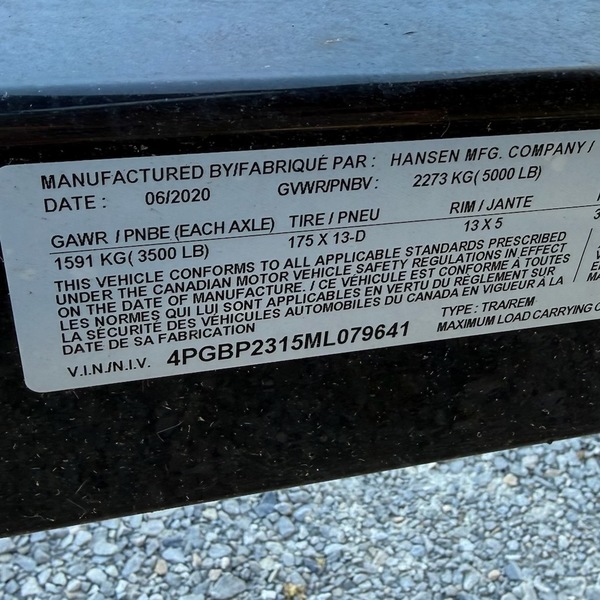 MANUFACTURED BY/FABRIQUÉ PAR : HANSEN MFG. COMPANY /
DATE : 06/2020 GVWR/PNBV : 2273 KG( 5000 LB)
GAWR / PNBE (EACH AXLE) TIRE / PNEU RIM / JANTE
1591 KG( 3500 LB) 175 X 13-D 13 X 5
THIS VEHICLE CONFORMS TO ALL APPLICABLE STANDARDS PRESCRIBED
UNDER THE CANADIAN MOTOR VEHICLE SAFETY REGULATIONS IN EFFECT
ON THE DATE OF MANUFACTURE. / CE VÉHICULE EST CONFORME À TOUTES
LES NORMES QUI LUI SONT APPLICABLES EN VERTU DU RÈGLEMENT SUR
LA SÉCURITÉ DES VÉHICULES AUTOMOBILES DU CANADA EN VIGUEUR À LA
DATE DE SA FABRICATION TYPE : TRA/REM
V.I.N./N.I.V. 4PGBP2315ML079641 MAXIMUM LOAD CARRYING